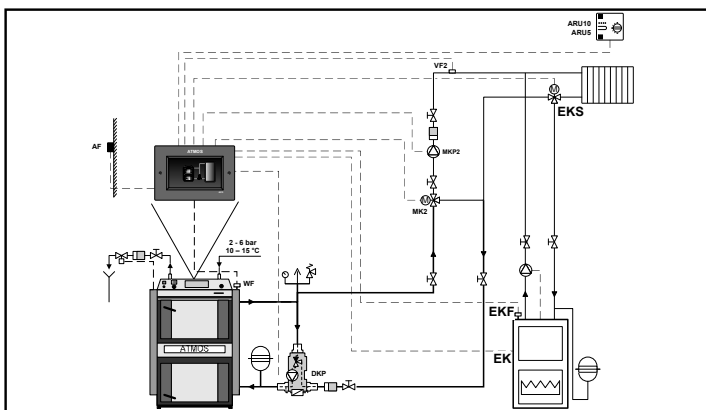 ARU10
ARU5
VF2
M
EKS
AF
ATMOS
MKP2
M
MK2
2 - 6 bar
10 – 15 °C
WF
EKF
EK
ATMOS
DKP